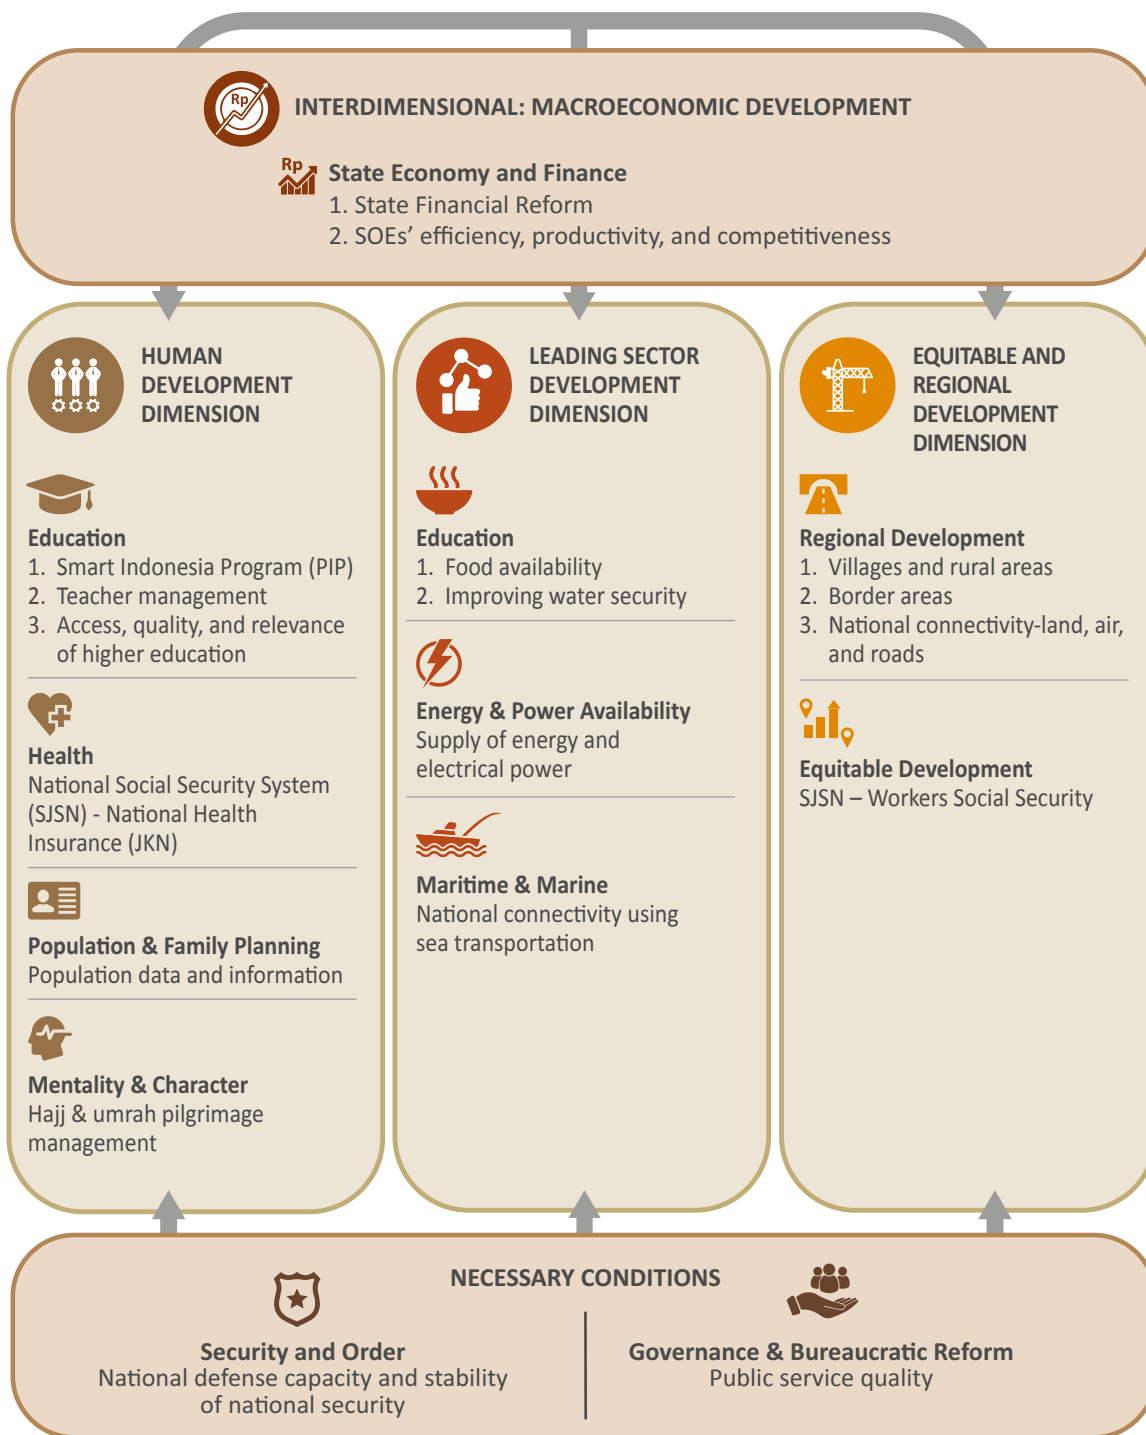 Rp
INTERDIMENSIONAL: MACROECONOMIC DEVELOPMENT
Rp
State Economy and Finance
1. State Financial Reform
2. SOEs’ efficiency, productivity, and competitiveness
HUMAN
DEVELOPMENT
DIMENSION
Education
1. Smart Indonesia Program (PIP)
2. Teacher management
3. Access, quality, and relevance
of higher education
Health
National Social Security System
(SJSN) - National Health
Insurance (JKN)
Population & Family Planning
Population data and information
Mentality & Character
Hajj & umrah pilgrimage
management
LEADING SECTOR
DEVELOPMENT
DIMENSION
Education
1. Food availability
2. Improving water security
Energy & Power Availability
Supply of energy and
electrical power
Maritime & Marine
National connectivity using
sea transportation
EQUITABLE AND
REGIONAL
DEVELOPMENT
DIMENSION
Regional Development
1. Villages and rural areas
2. Border areas
3. National connectivity-land, air,
and roads
Equitable Development
SJSN – Workers Social Security
NECESSARY CONDITIONS
Security and Order
National defense capacity and stability
of national security
Governance & Bureaucratic Reform
Public service quality